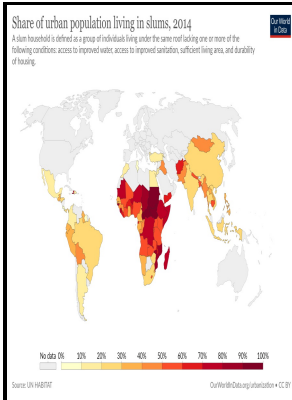 Share of urban population living in slums, 2014
Our World
in Data
A slum household is defined as a group of individuals living under the same roof lacking one or more of the
following conditions: access to improved water, access to improved sanitation, sufficient living area, and durability
of housing.
No data 0% 10% 20% 30% 40% 50% 60% 70% 80% 90% 100%
Source: UN-HABITAT
OurWorldInData.org/urbanization • CC BY